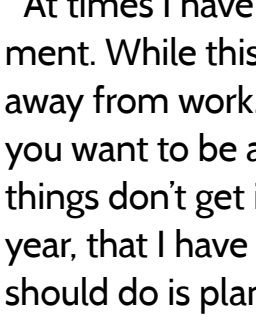 At times I have
ment. While this
away from work.
you want to be a
things don't get i
year, that I have
should do is plan